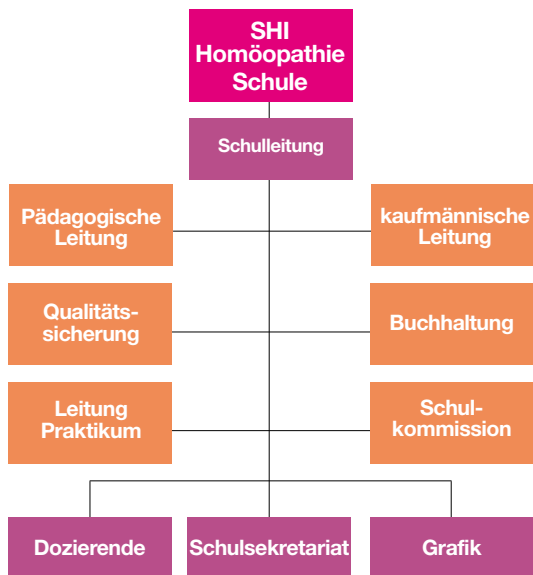 SHI
Homöopathie
Schule
Schulleitung
Pädagogische
Leitung
kaufmännische
Leitung
Qualitäts-
sicherung
Buchhaltung
Leitung
Praktikum
Schul-
kommission
Dozierende
Schulsekretariat
Grafik